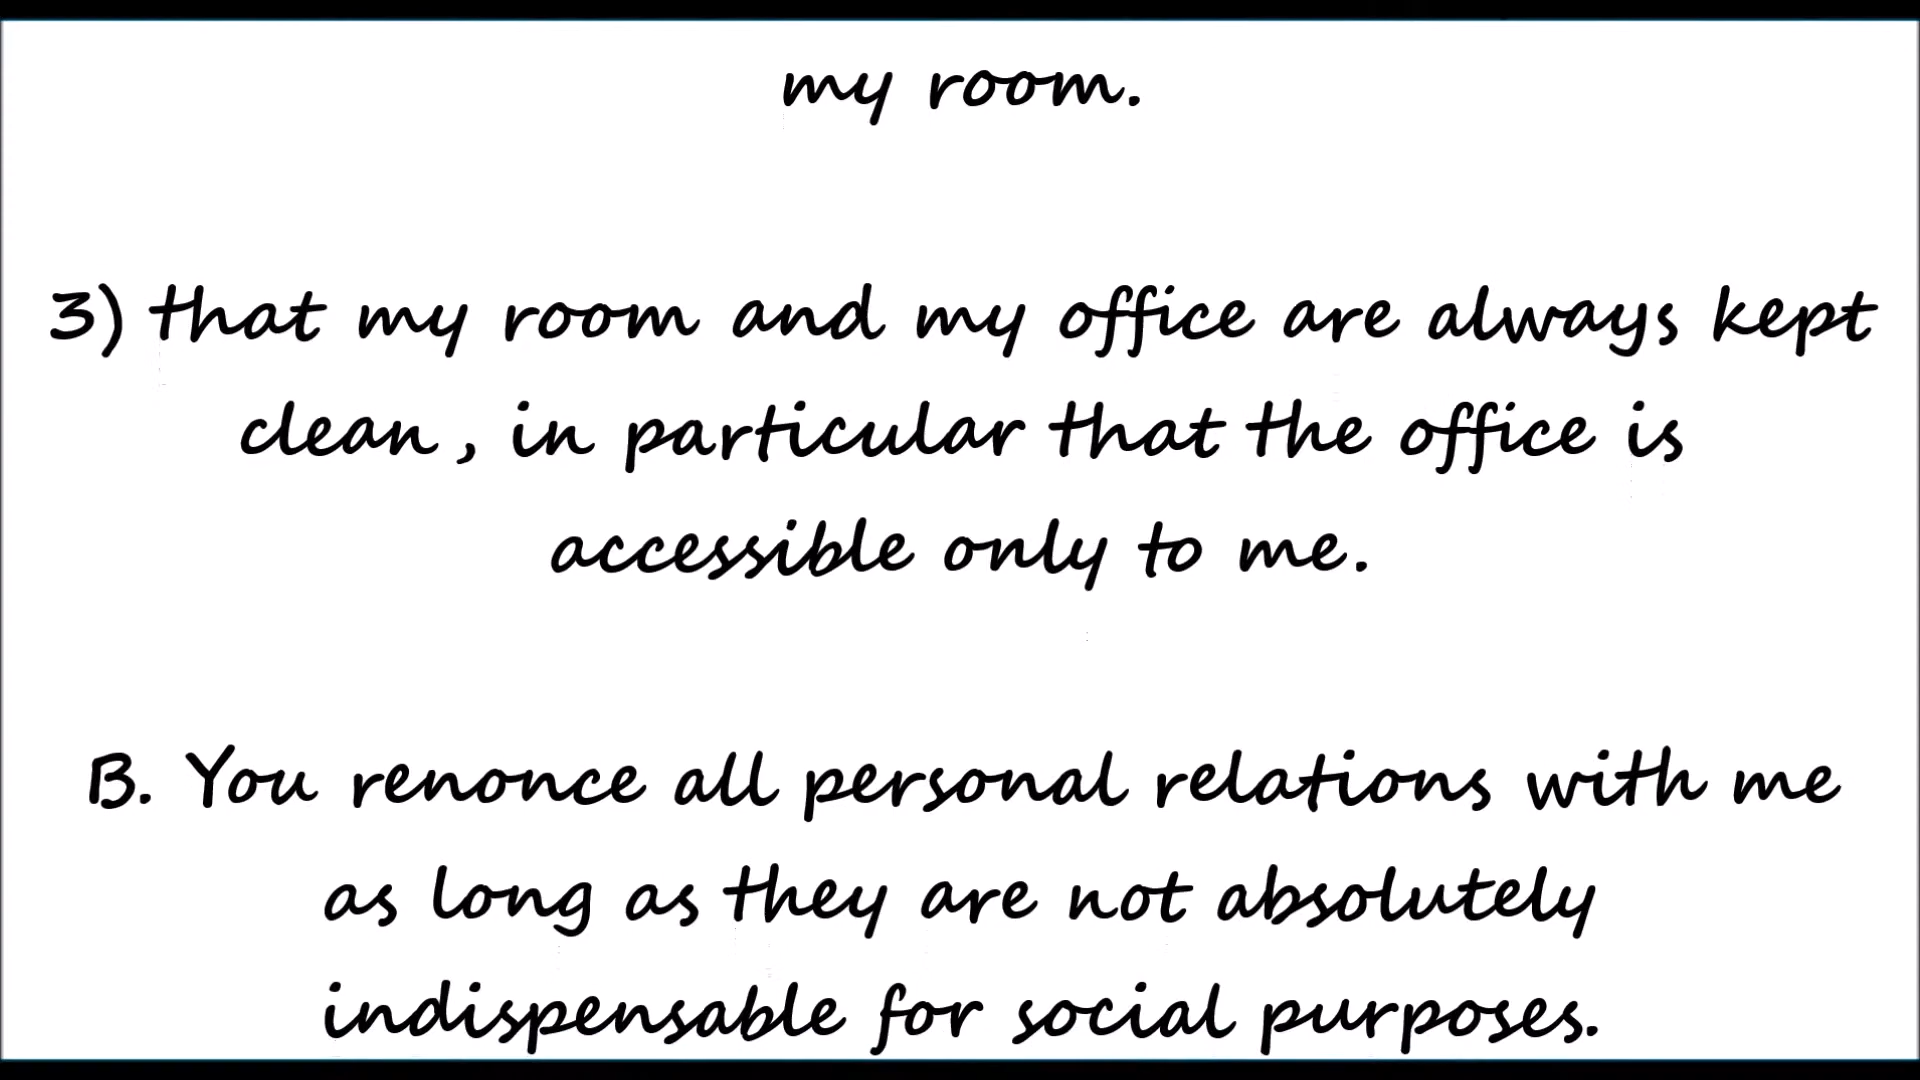 my room.
3) that my room and my office are always kept
clean, in particular that the office is
accessible only to me.
B. You renonce all personal relations with me
as long as they are not absolutely
indispensable for social purposes.